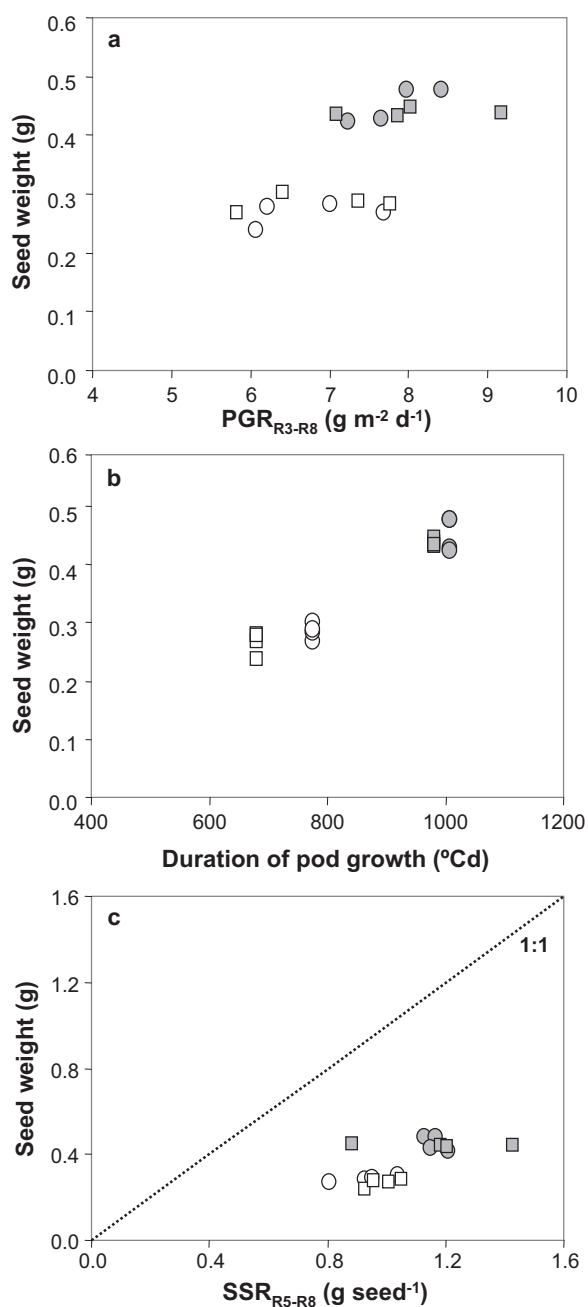 a
0.6
0.5
0.4
0.3
0.2
0.1
0.0
Seed weight (g)
4 5 6 7 8 9 10
PGR_R3-R8 (g m⁻² d⁻¹)
b
0.6
0.5
0.4
0.3
0.2
0.1
0.0
Seed weight (g)
400 600 800 1000 1200
Duration of pod growth (ºCd)
c
1:1
1.6
1.2
0.8
0.4
0.0
Seed weight (g)
0.0 0.4 0.8 1.2 1.6
SSR_R5-R8 (g seed⁻¹)